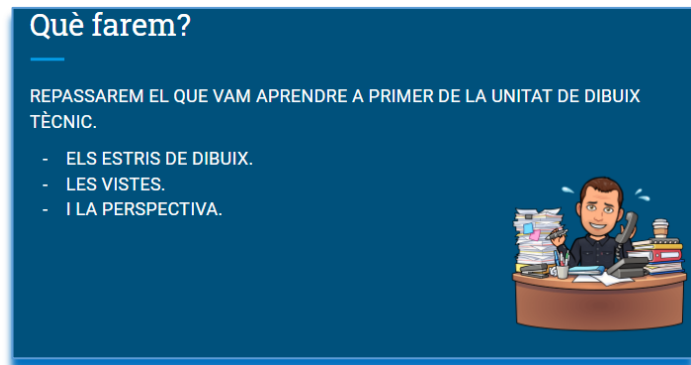 Què farem?
REPASSAREM EL QUE VAM APRENDRE A PRIMER DE LA UNITAT DE DIBUIX
TÈCNIC.
- ELS ESTRIS DE DIBUIX.
- LES VISTES.
- I LA PERSPECTIVA.